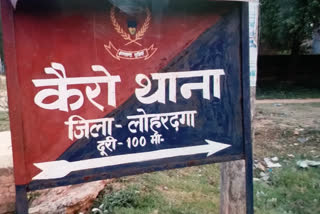 कैरो थाना
जिला- लोहरदगा
दूरी-100 मी-